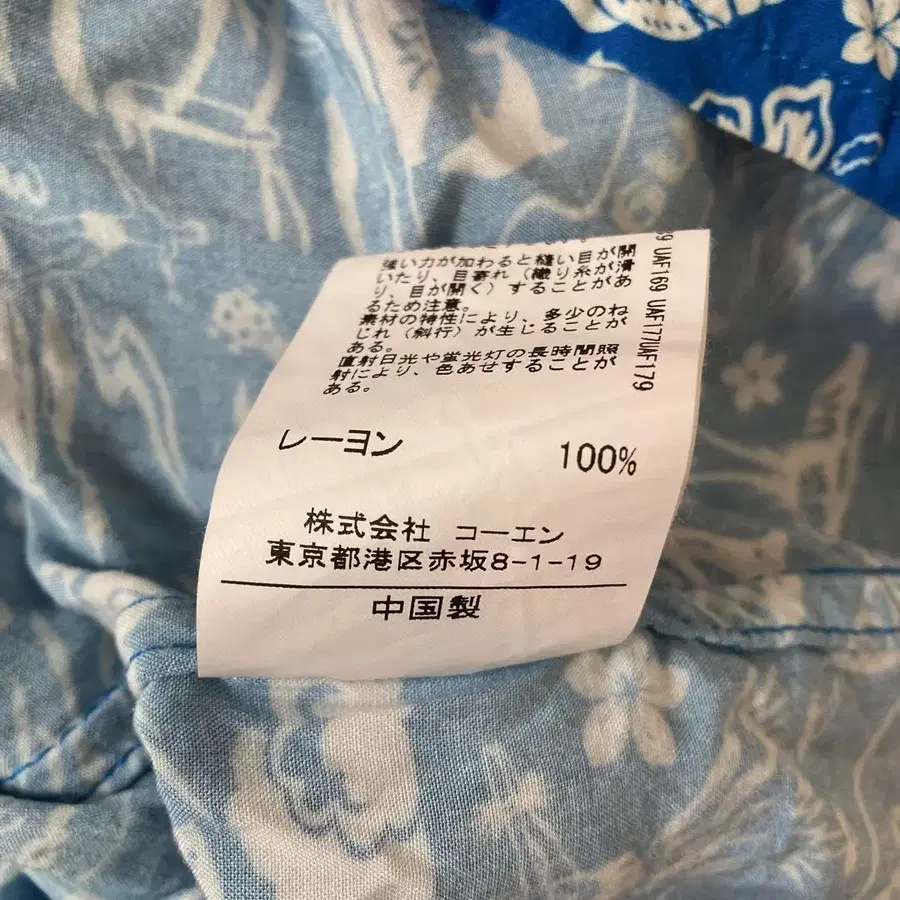 強い力が加わると縫い目が開
いたり、目寄れ（織り糸が滑
り、目が開く）することがあ
るため注意。
素材の特性により、多少のね
じれ（斜行）が生じることが
ある。
直射日光や蛍光灯の長時間照
射により、色あせすることが
ある。
9 UAF169 UAF170UAF179
レーヨン 100%
株式会社 コーエン
東京都港区赤坂8-1-19
中国製